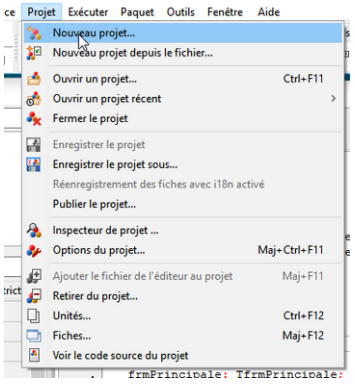 ce Projet Exécuter Paquet Outils Fenêtre Aide
Nouveau projet...
Nouveau projet depuis le fichier...
Ouvrir un projet... Ctrl+F11
Ouvrir un projet récent >
Fermer le projet
Enregistrer le projet
Enregistrer le projet sous...
Réenregistrement des fiches avec i18n activé
Publier le projet...
Inspecteur de projet ...
Options du projet... Maj+Ctrl+F11
Ajouter le fichier de l'éditeur au projet Maj+F11
trict
Retirer du projet...
Unités... Ctrl+F12
Fiches... Maj+F12
Voir le code source du projet
frmPrincipale: TfrmPrincipale;